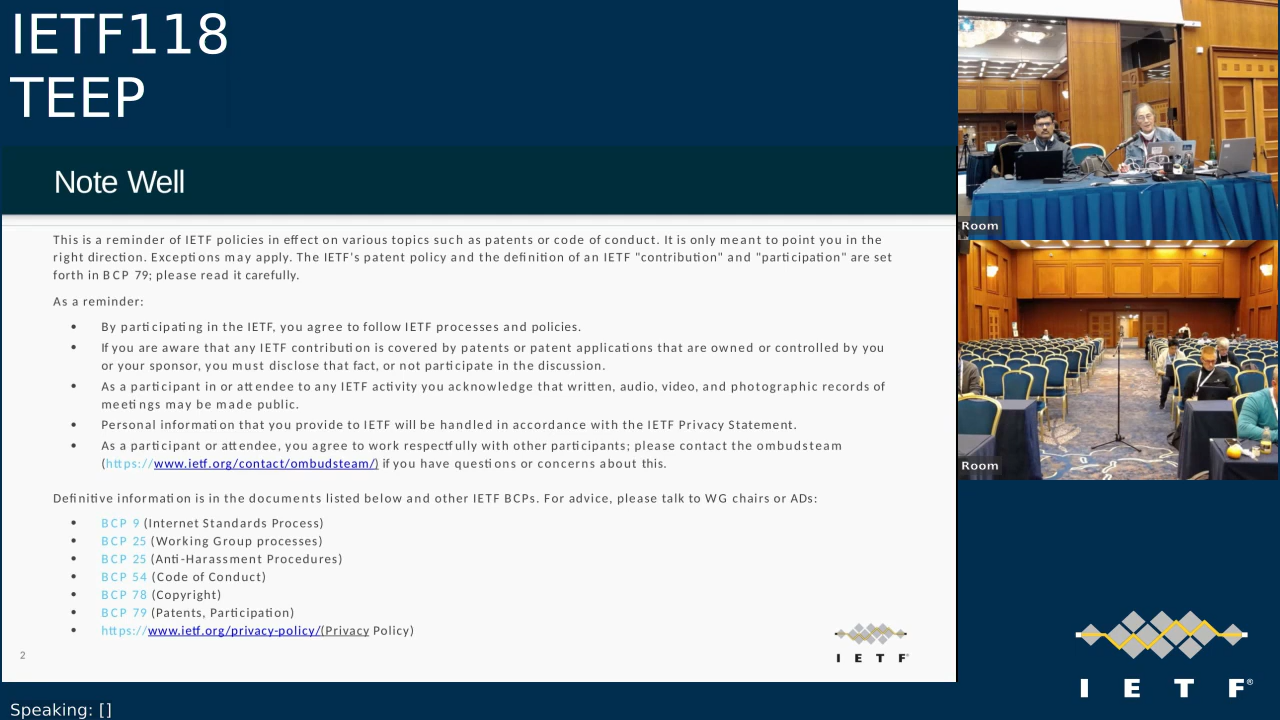 IETF118
TEEP
Note Well
This is a reminder of IETF policies in effect on various topics such as patents or code of conduct. It is only meant to point you in the
right direction. Exceptions may apply. The IETF's patent policy and the definition of an IETF "contribution" and "participation" are set
forth in BCP 79; please read it carefully.
As a reminder:
• By participating in the IETF, you agree to follow IETF processes and policies.
• If you are aware that any IETF contribution is covered by patents or patent applications that are owned or controlled by you
or your sponsor, you must disclose that fact, or not participate in the discussion.
• As a participant in or attendee to any IETF activity you acknowledge that written, audio, video, and photographic records of
meetings may be made public.
• Personal information that you provide to IETF will be handled in accordance with the IETF Privacy Statement.
• As a participant or attendee, you agree to work respectfully with other participants; please contact the ombudsteam
(https://www.ietf.org/contact/ombudsteam/) if you have questions or concerns about this.
Definitive information is in the documents listed below and other IETF BCPs. For advice, please talk to WG chairs or ADs:
• BCP 9 (Internet Standards Process)
• BCP 25 (Working Group processes)
• BCP 25 (Anti-Harassment Procedures)
• BCP 54 (Code of Conduct)
• BCP 78 (Copyright)
• BCP 79 (Patents, Participation)
• https://www.ietf.org/privacy-policy/(Privacy Policy)
2
I E T F®
Room
Room
I E T F®
Speaking: []